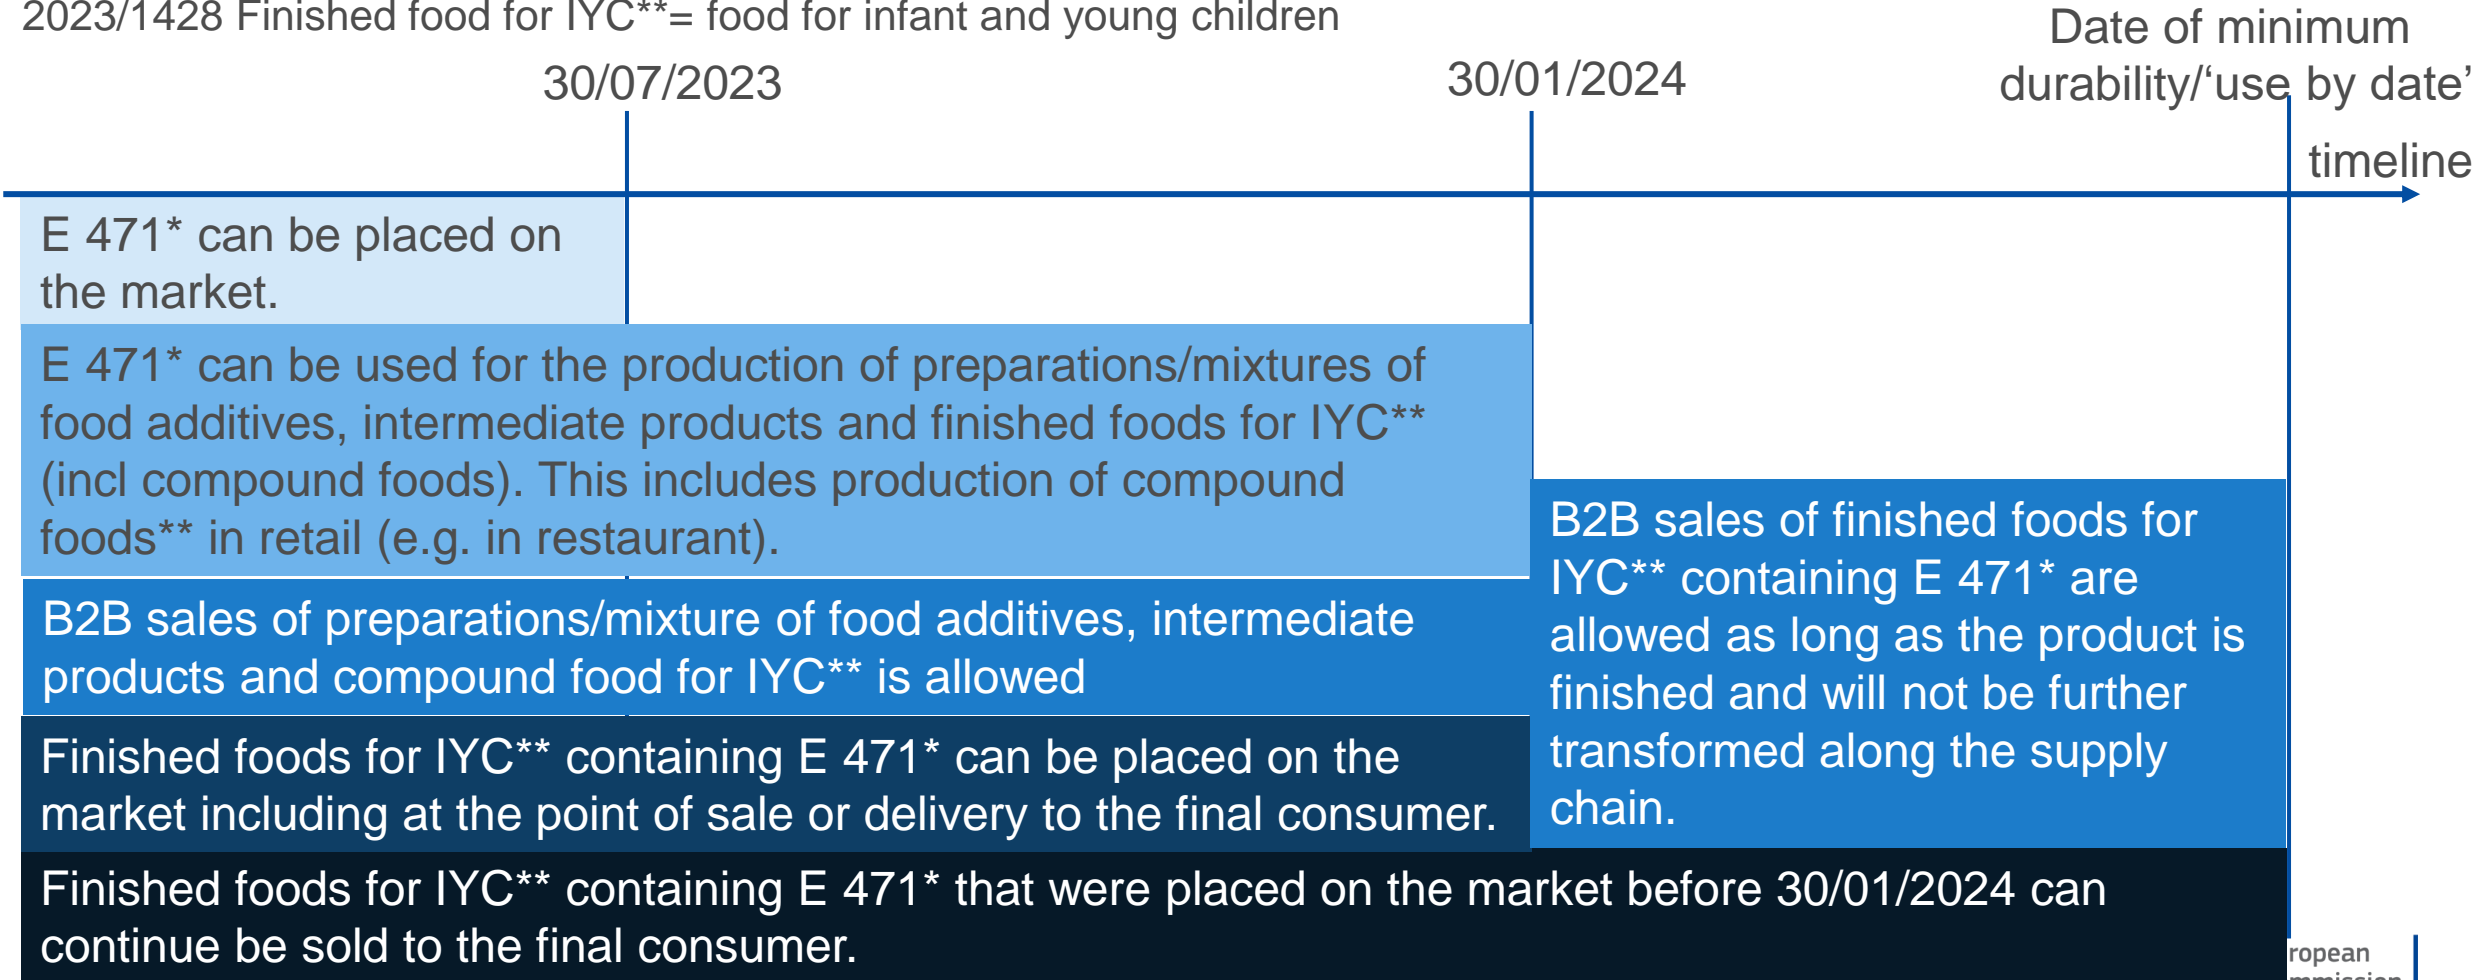 2023/1428 Finished food for IYC**= food for infant and young children
30/07/2023
30/01/2024
Date of minimum
durability/‘use by date’
timeline
E 471* can be placed on
the market.
E 471* can be used for the production of preparations/mixtures of
food additives, intermediate products and finished foods for IYC**
(incl compound foods). This includes production of compound
foods** in retail (e.g. in restaurant).
B2B sales of preparations/mixture of food additives, intermediate
products and compound food for IYC** is allowed
Finished foods for IYC** containing E 471* can be placed on the
market including at the point of sale or delivery to the final consumer.
B2B sales of finished foods for
IYC** containing E 471* are
allowed as long as the product is
finished and will not be further
transformed along the supply
chain.
Finished foods for IYC** containing E 471* that were placed on the market before 30/01/2024 can
continue be sold to the final consumer.
ropean